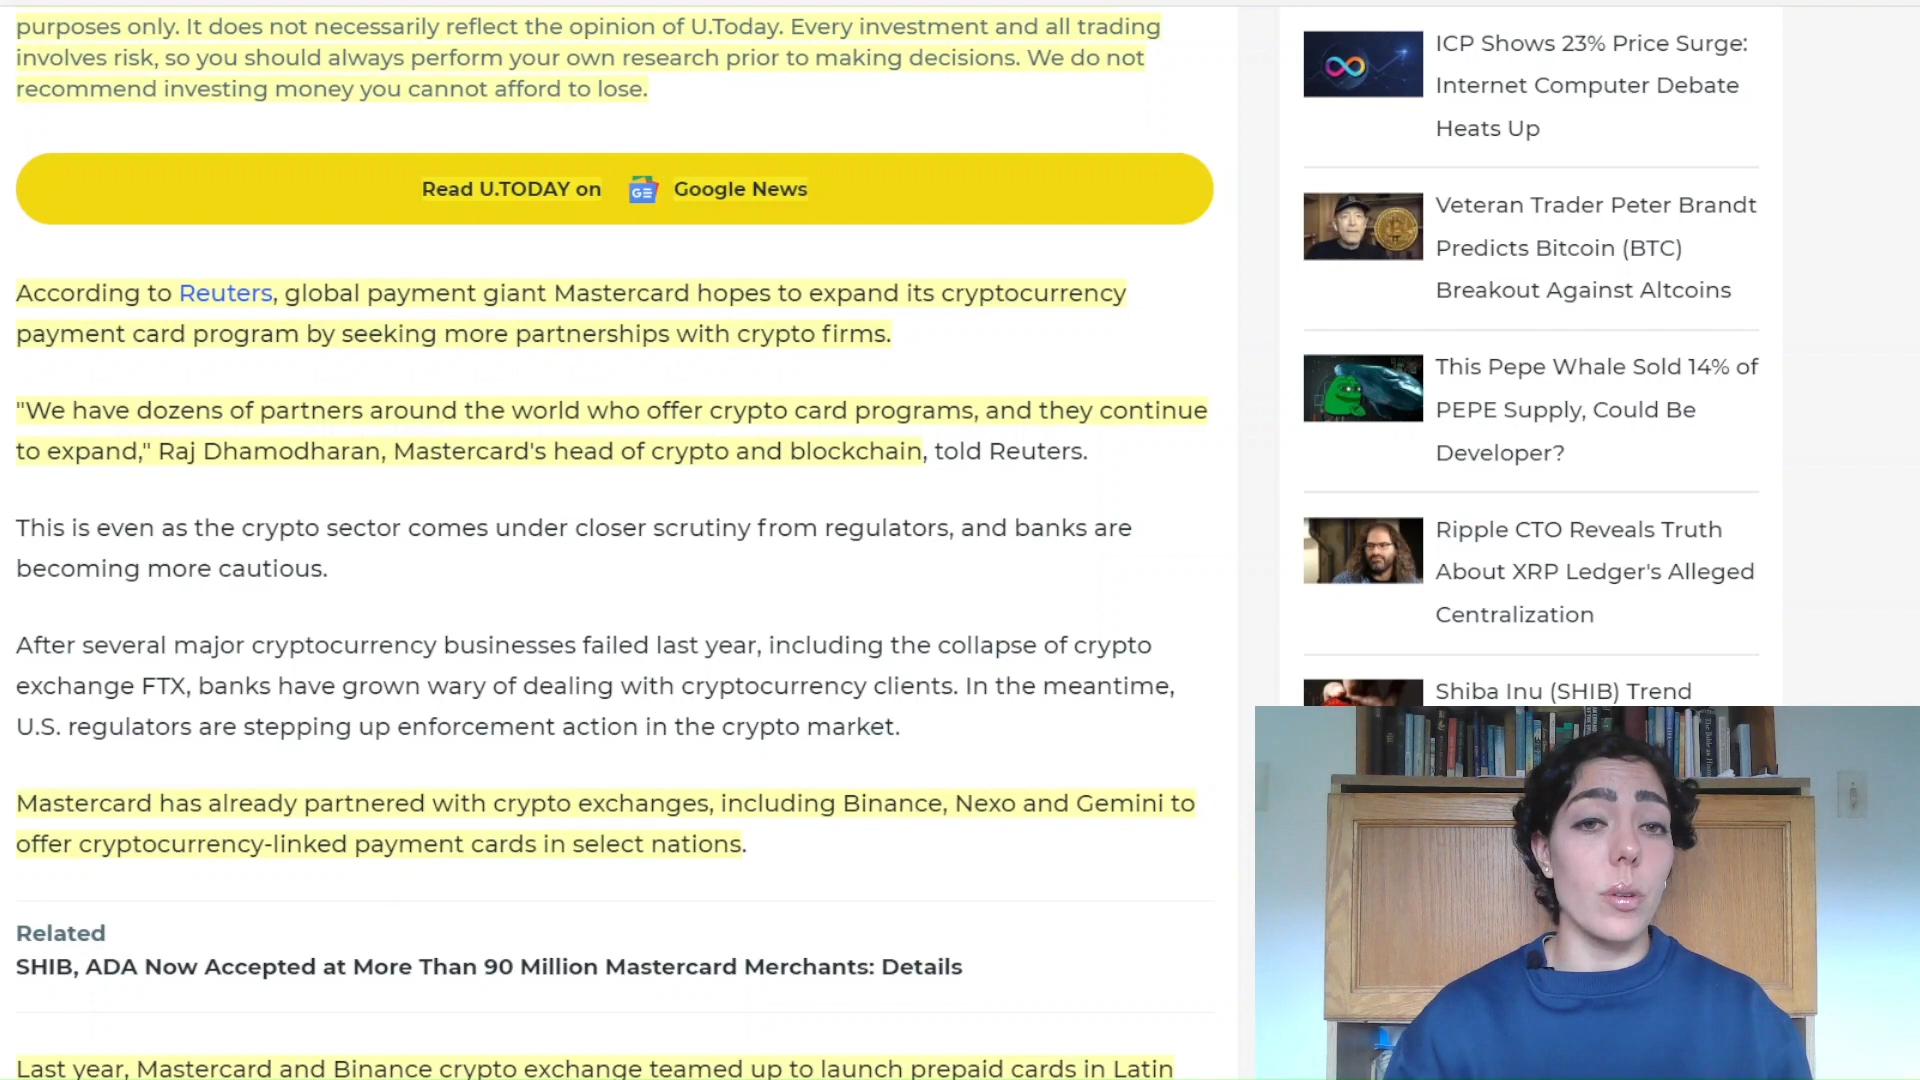 purposes only. It does not necessarily reflect the opinion of U.Today. Every investment and all trading
involves risk, so you should always perform your own research prior to making decisions. We do not
recommend investing money you cannot afford to lose.
Read U.TODAY on GE Google News
According to Reuters, global payment giant Mastercard hopes to expand its cryptocurrency
payment card program by seeking more partnerships with crypto firms.
"We have dozens of partners around the world who offer crypto card programs, and they continue
to expand," Raj Dhamodharan, Mastercard's head of crypto and blockchain, told Reuters.
This is even as the crypto sector comes under closer scrutiny from regulators, and banks are
becoming more cautious.
After several major cryptocurrency businesses failed last year, including the collapse of crypto
exchange FTX, banks have grown wary of dealing with cryptocurrency clients. In the meantime,
U.S. regulators are stepping up enforcement action in the crypto market.
Mastercard has already partnered with crypto exchanges, including Binance, Nexo and Gemini to
offer cryptocurrency-linked payment cards in select nations.
Related
SHIB, ADA Now Accepted at More Than 90 Million Mastercard Merchants: Details
Last year, Mastercard and Binance crypto exchange teamed up to launch prepaid cards in Latin
ICP Shows 23% Price Surge:
Internet Computer Debate
Heats Up
Veteran Trader Peter Brandt
Predicts Bitcoin (BTC)
Breakout Against Altcoins
This Pepe Whale Sold 14% of
PEPE Supply, Could Be
Developer?
Ripple CTO Reveals Truth
About XRP Ledger's Alleged
Centralization
Shiba Inu (SHIB) Trend